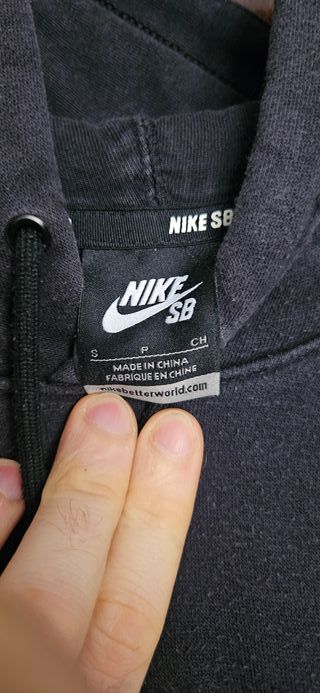 NIKE SB
NIKE
SB
S P CH
MADE IN CHINA
FABRIQUE EN CHINE
nikebetterworld.com